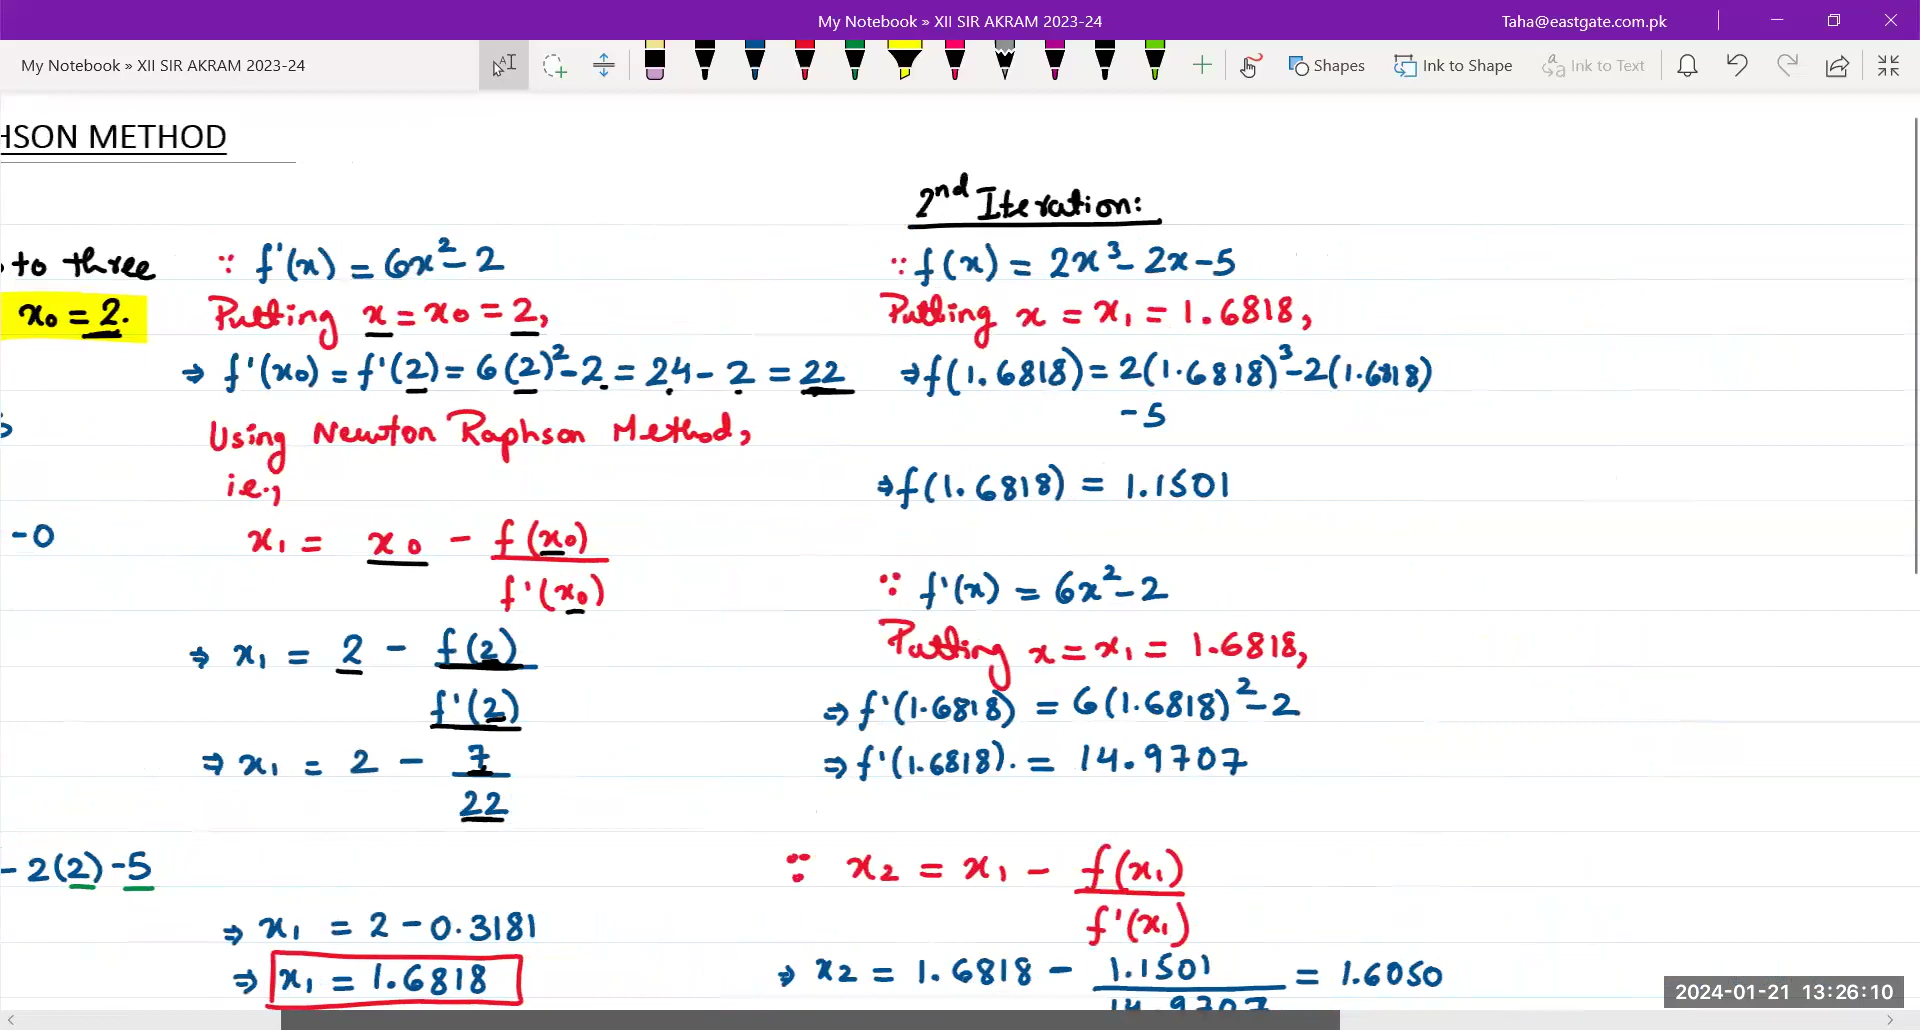 My Notebook » XII SIR AKRAM 2023-24
Taha@eastgate.com.pk
My Notebook » XII SIR AKRAM 2023-24
Shapes
Ink to Shape
Ink to Text
HSON METHOD
to three
x₀ = 2.
-0
- 2(2) -5
∵ f'(x) = 6x² - 2
Putting x = x₀ = 2,
⇒ f'(x₀) = f'(2) = 6(2)² - 2 = 24 - 2 = 22
Using Newton Raphson Method,
i.e.,
x₁ = x₀ - f(x₀)
f'(x₀)
⇒ x₁ = 2 - f(2)
f'(2)
⇒ x₁ = 2 - 7
22
⇒ x₁ = 2 - 0.3181
⇒ x₁ = 1.6818
2nd Iteration:
∵ f(x) = 2x³ - 2x - 5
Putting x = x₁ = 1.6818,
⇒ f(1.6818) = 2(1.6818)³ - 2(1.6818)
- 5
⇒ f(1.6818) = 1.1501
∵ f'(x) = 6x² - 2
Putting x = x₁ = 1.6818,
⇒ f'(1.6818) = 6(1.6818)² - 2
⇒ f'(1.6818). = 14.9707
∵ x₂ = x₁ - f(x₁)
f'(x₁)
⇒ x₂ = 1.6818 - 1.1501 = 1.6050
14.9707
2024-01-21 13:26:10